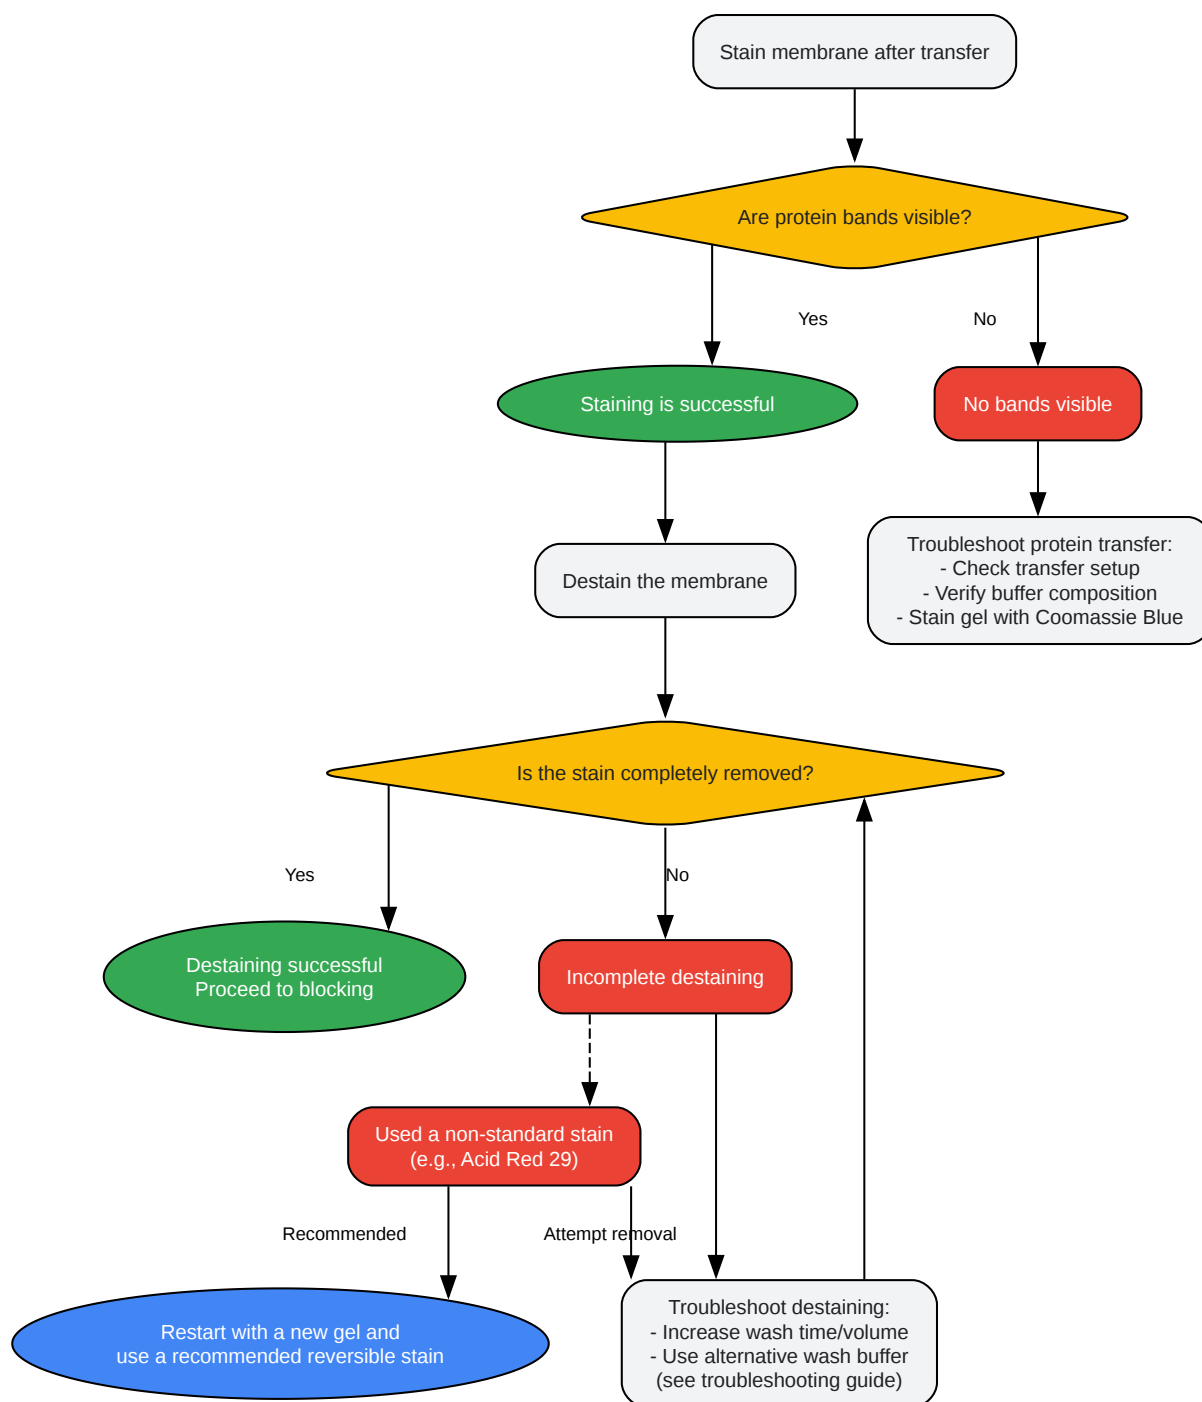 Stain membrane after transfer
Are protein bands visible?
Yes
No
Staining is successful
No bands visible
Troubleshoot protein transfer:
- Check transfer setup
- Verify buffer composition
- Stain gel with Coomassie Blue
Destain the membrane
Is the stain completely removed?
Yes
No
Destaining successful
Proceed to blocking
Incomplete destaining
Used a non-standard stain
(e.g., Acid Red 29)
Recommended
Attempt removal
Restart with a new gel and
use a recommended reversible stain
Troubleshoot destaining:
- Increase wash time/volume
- Use alternative wash buffer
(see troubleshooting guide)